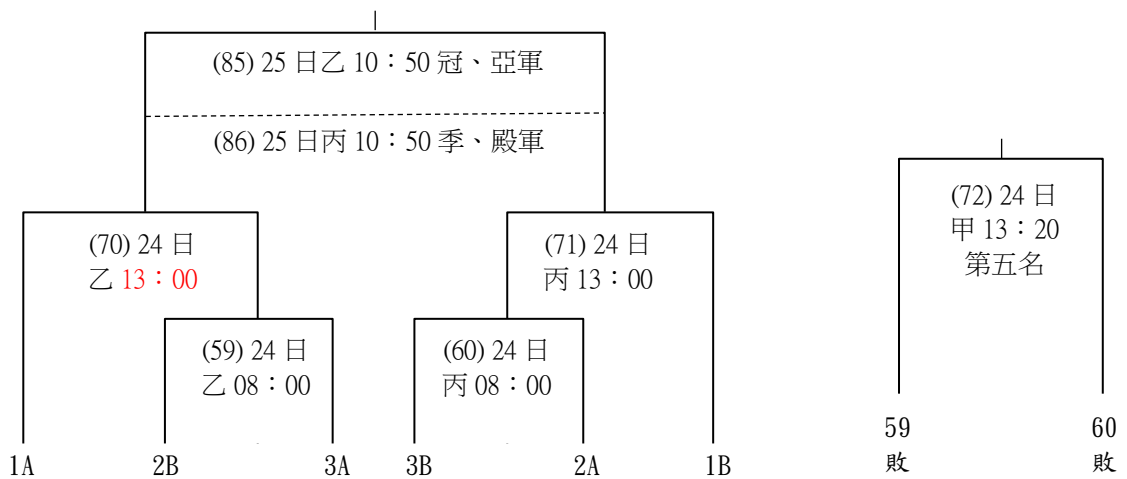 (85) 25 日乙 10：50 冠、亞軍
(86) 25 日丙 10：50 季、殿軍
(70) 24 日
乙 13：00
(71) 24 日
丙 13：00
(59) 24 日
乙 08：00
(60) 24 日
丙 08：00
1A 2B 3A 3B 2A 1B
(72) 24 日
甲 13：20
第五名
59 60
敗 敗